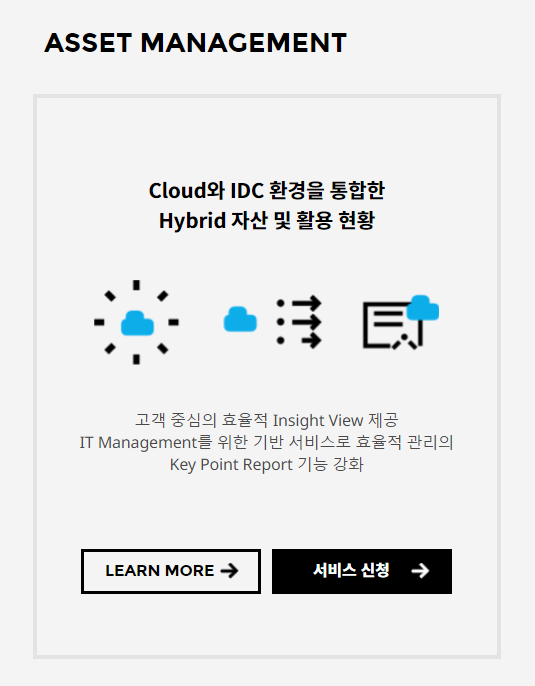 ASSET MANAGEMENT
Cloud와 IDC 환경을 통합한
Hybrid 자산 및 활용 현황
고객 중심의 효율적 Insight View 제공
IT Management를 위한 기반 서비스로 효율적 관리의
Key Point Report 기능 강화
LEARN MORE
서비스 신청